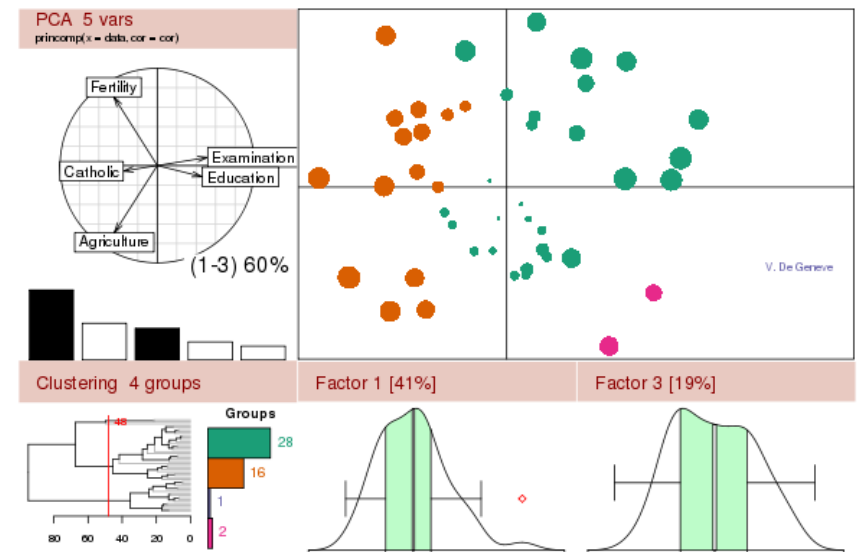 PCA 5 vars
princomp(x = data, cor = cor)
Fertility
Examination
Catholic
Education
Agriculture
(1-3) 60%
V. De Geneve
Clustering 4 groups
Factor 1 [41%]
Factor 3 [19%]
48
Groups
28
16
1
2
80 60 40 20 0